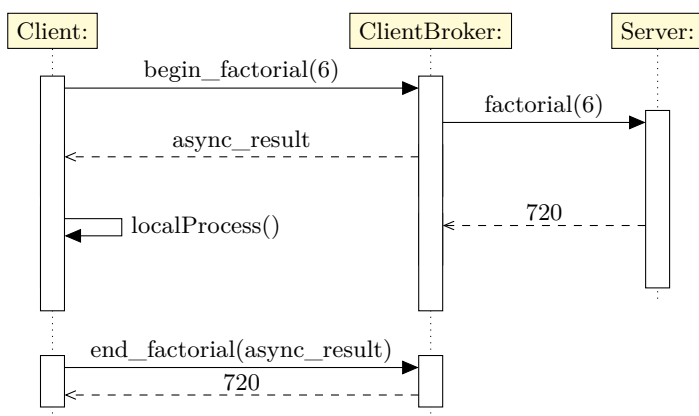 Client:
ClientBroker:
Server:
begin_factorial(6)
factorial(6)
async_result
720
localProcess()
end_factorial(async_result)
720